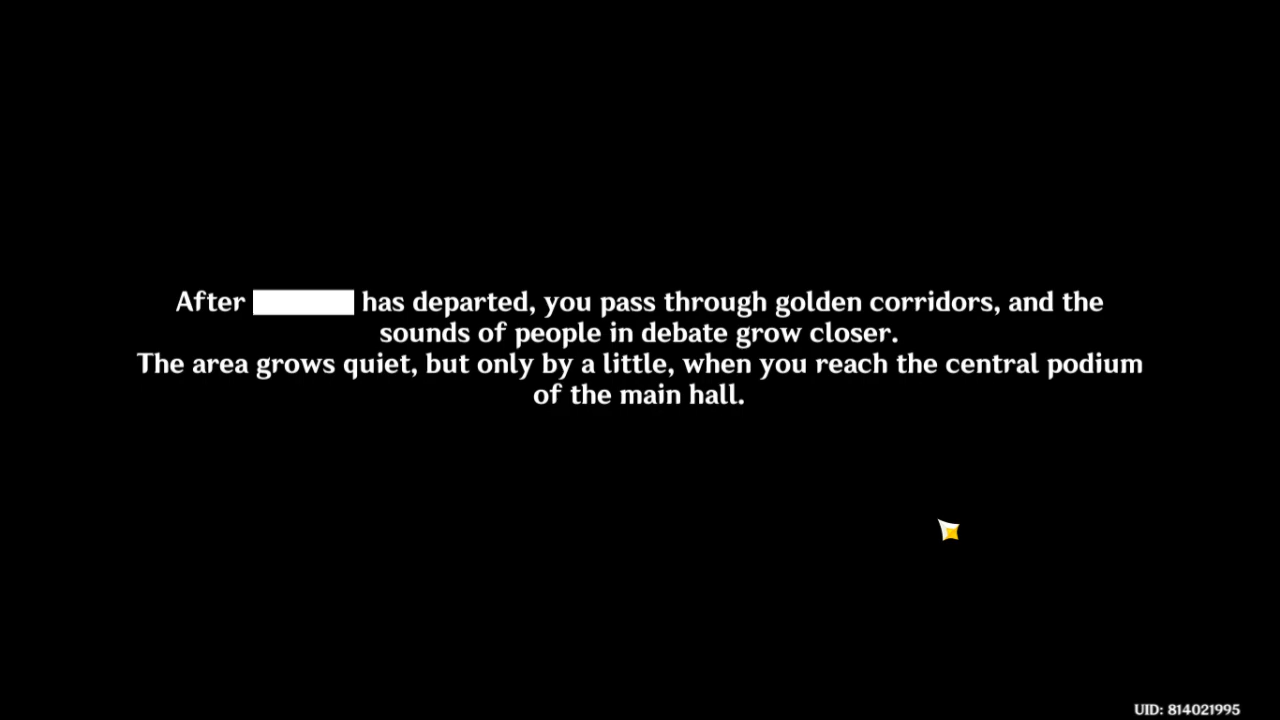 After has departed, you pass through golden corridors, and the
sounds of people in debate grow closer.
The area grows quiet, but only by a little, when you reach the central podium
of the main hall.
UID: 814021995